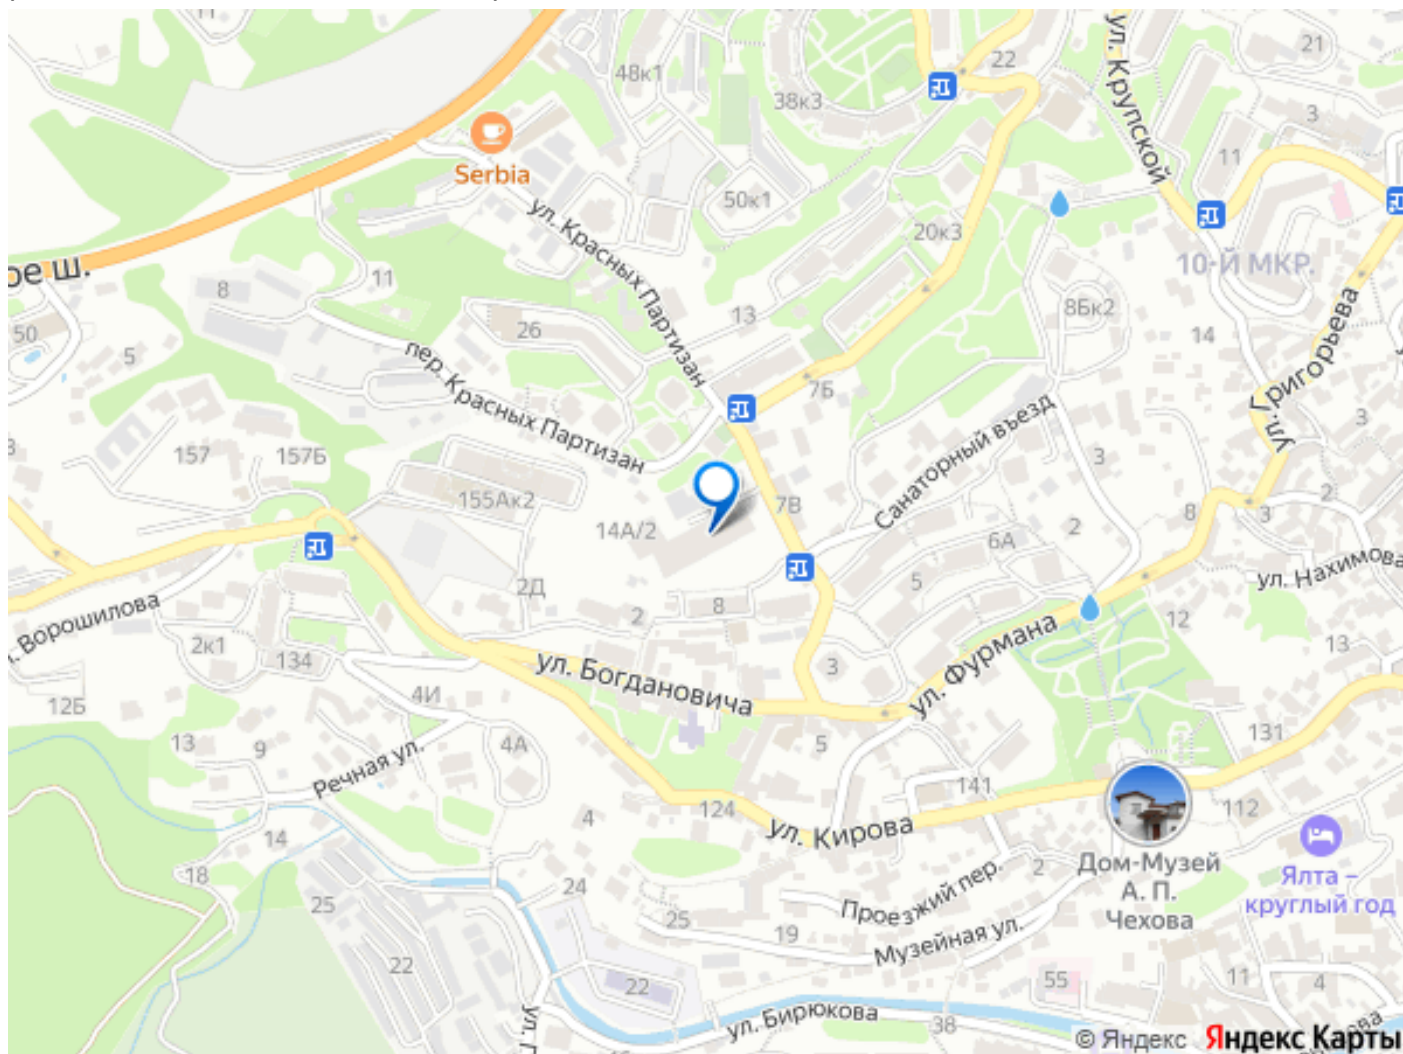 11
48к1
38к3
22
21
3
ул. Крупской
Serbia
50к1
11
ул. Красных Партизан
20к3
10-Й МКР.
ое ш.
11
8
13
8Бк2
50
5
26
14
ул. Григорьева
пер. Красных Партизан
7Б
3
Санаторный въезд
157
157Б
3
155Ак2
7В
2
8
3
14А/2
2
6А
5
2Д
ул. Нахимова
Ворошилова
8
2
12
ул. Фурмана
13
2к1
134
3
ул. Богдановича
4И
12Б
13
9
4А
5
131
Речная ул.
141
124
4
112
ул. Кирова
14
2
Дом-Музей
А. П.
Чехова
Ялта –
круглый год
18
24
25
Проезжий пер.
25
19
Музейная ул.
22
22
55
11
4
ул. Бирюкова
38
© Яндекс Яндекс Карты